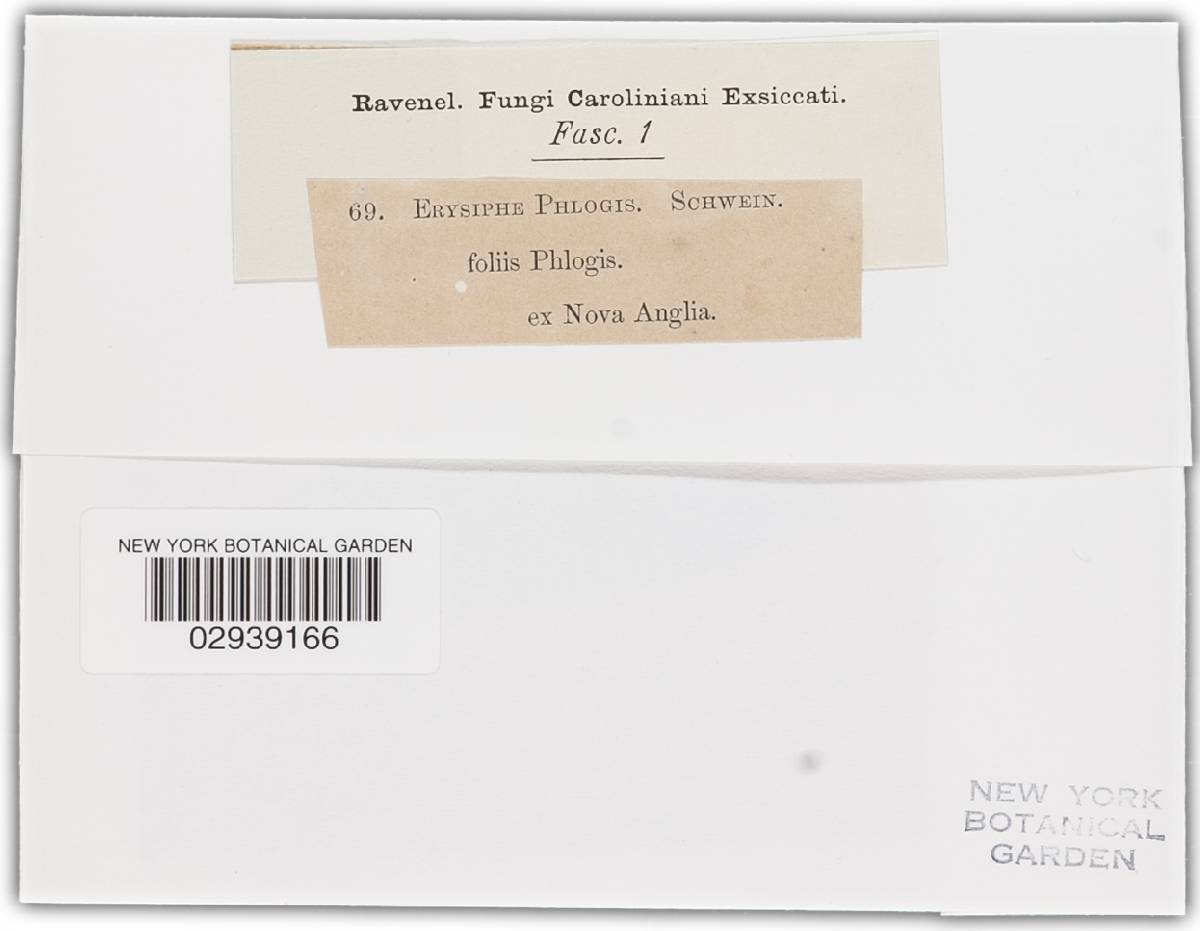 Ravenel. Fungi Caroliniani Exsiccati.
Fasc. 1
69. ERYSIPHE PHLOGIS. SCHWEIN.
foliis Phlogis.
ex Nova Anglia.
NEW YORK BOTANICAL GARDEN
02939166
NEW YORK
BOTANICAL
GARDEN